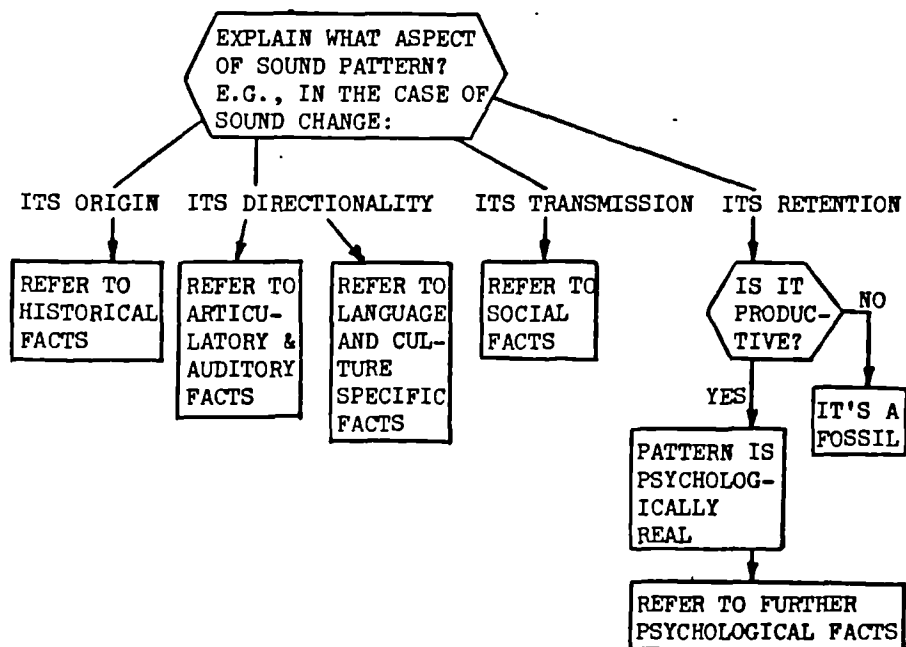 EXPLAIN WHAT ASPECT
OF SOUND PATTERN?
E.G., IN THE CASE OF
SOUND CHANGE:
ITS ORIGIN
ITS DIRECTIONALITY
ITS TRANSMISSION
ITS RETENTION
REFER TO
HISTORICAL
FACTS
REFER TO
ARTICU-
LATORY &
AUDITORY
FACTS
REFER TO
LANGUAGE
AND CUL-
TURE
SPECIFIC
FACTS
REFER TO
SOCIAL
FACTS
IS IT
PRODUC-
TIVE?
NO
YES
IT'S A
FOSSIL
PATTERN IS
PSYCHOLOG-
ICALLY
REAL
REFER TO FURTHER
PSYCHOLOGICAL FACTS